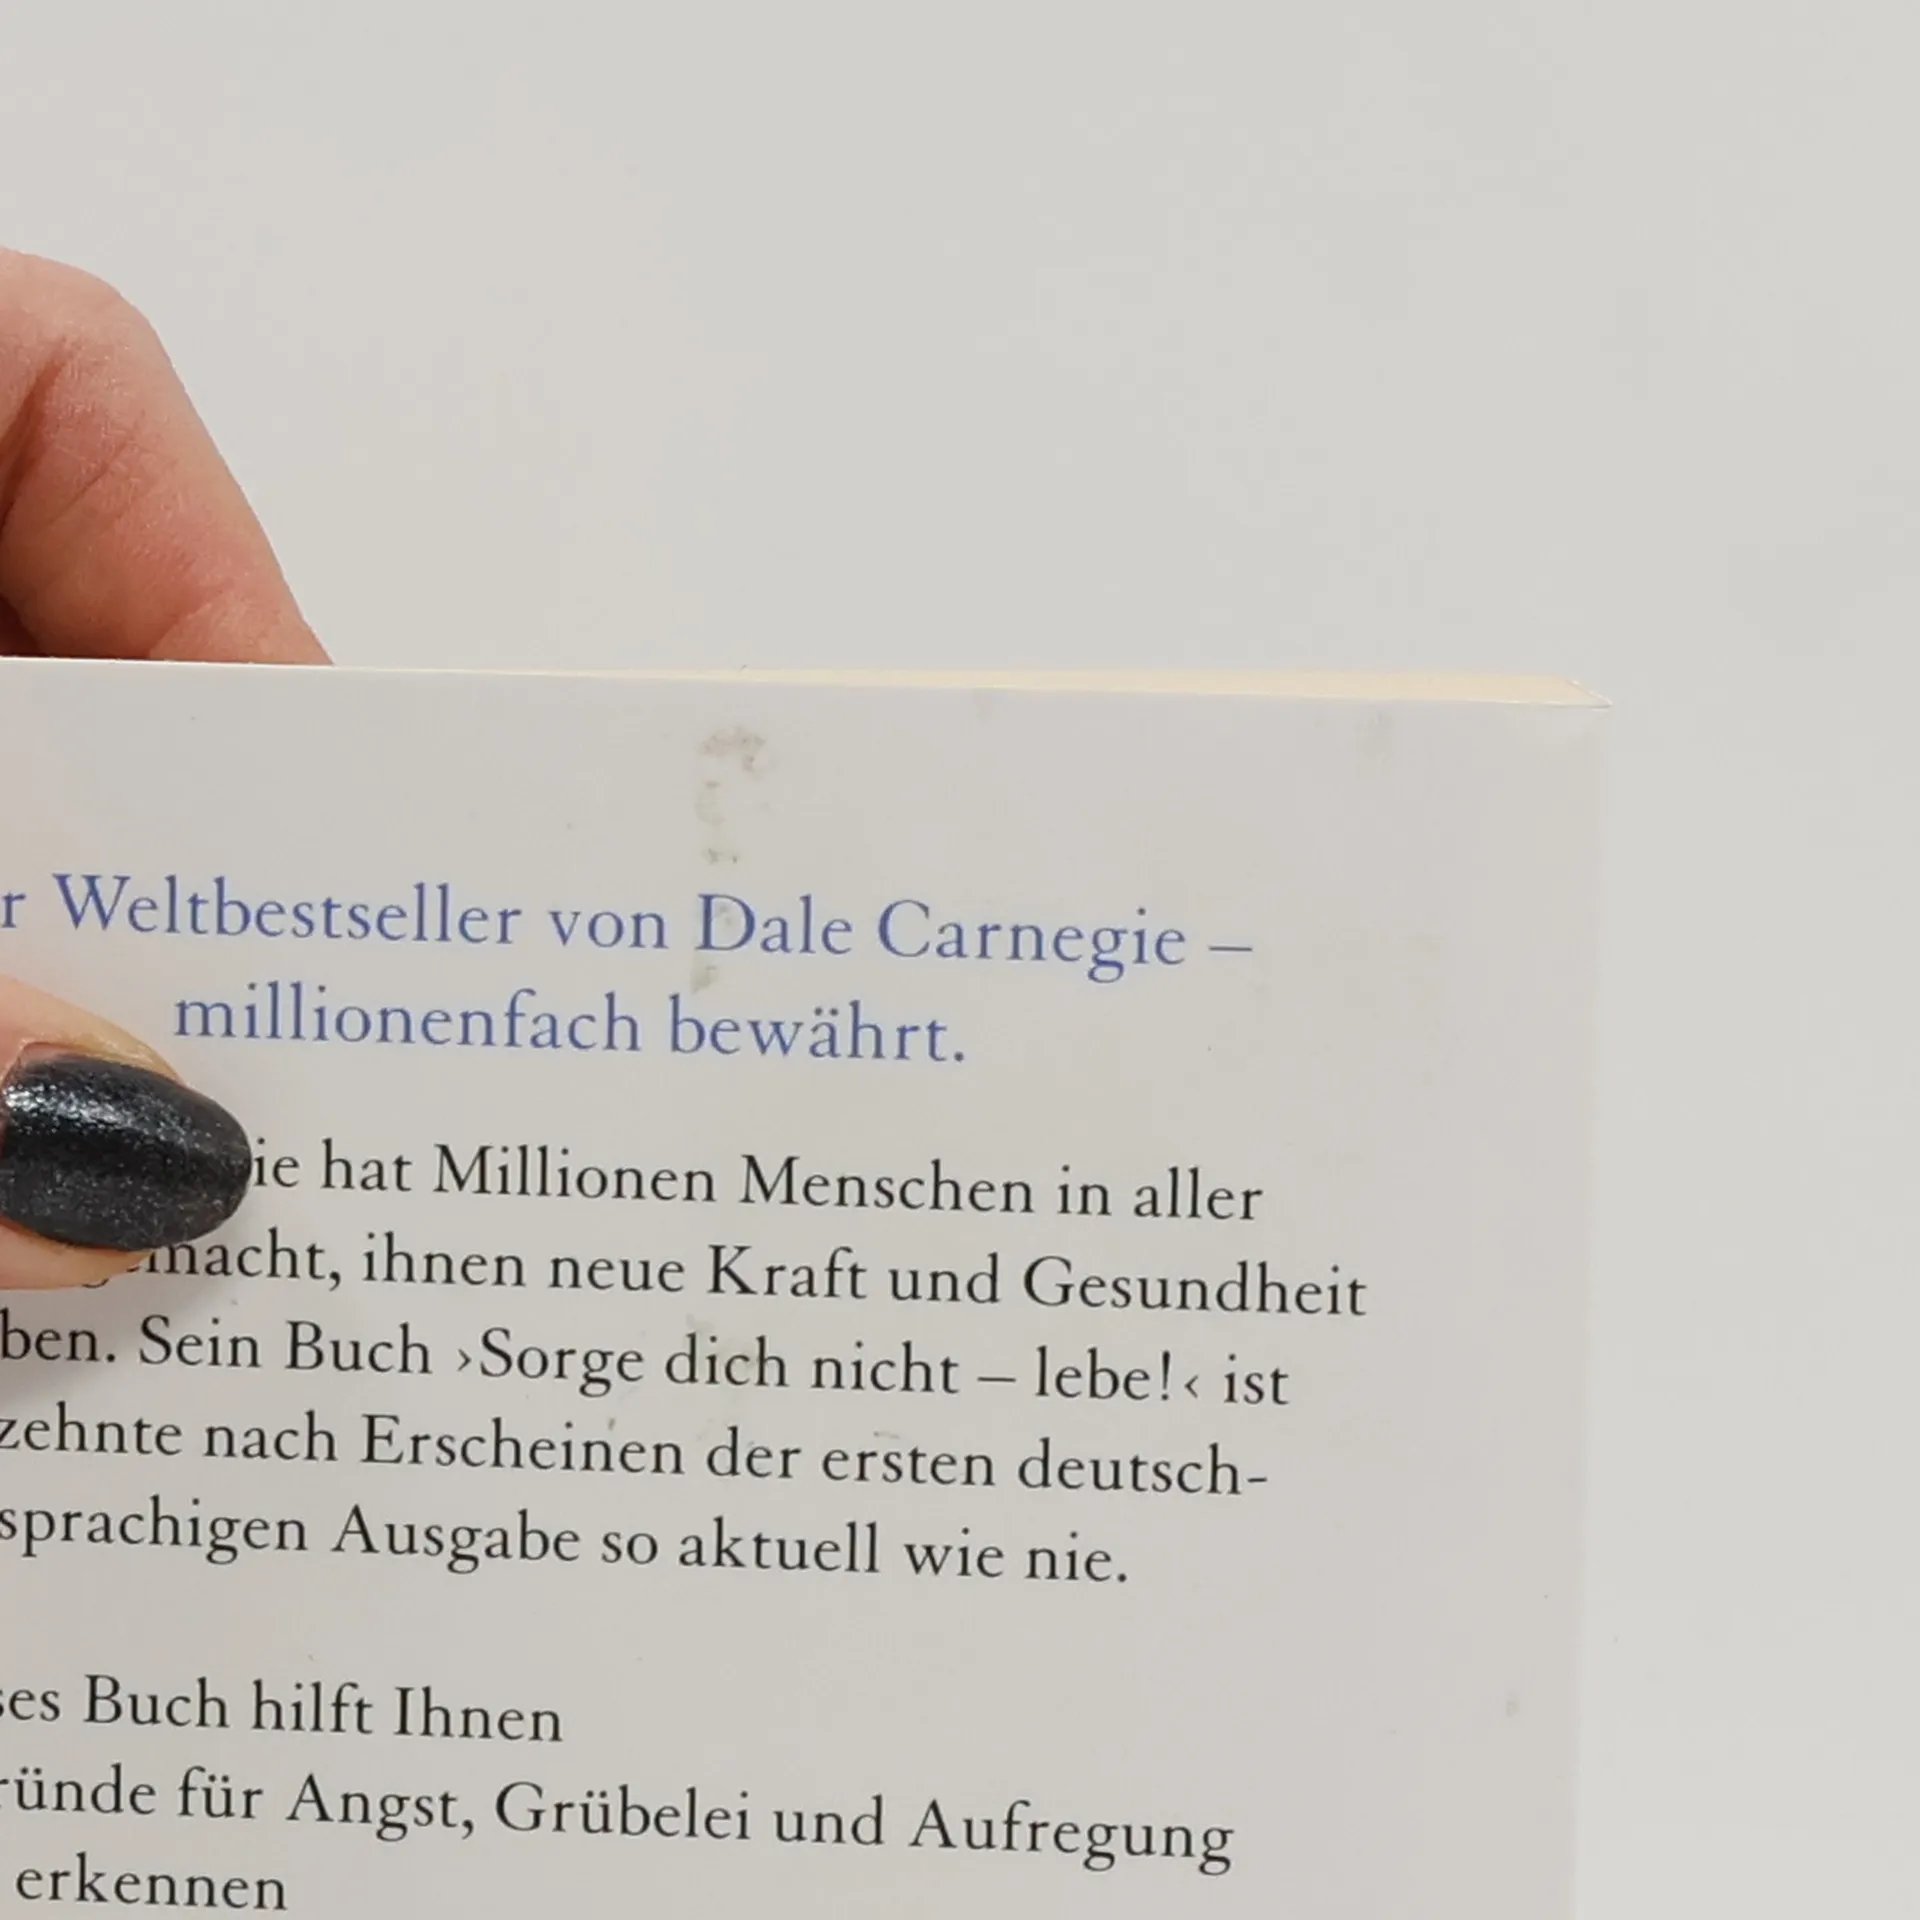 r Weltbestseller von Dale Carnegie –
millionenfach bewährt.
ie hat Millionen Menschen in aller
macht, ihnen neue Kraft und Gesundheit
ben. Sein Buch ›Sorge dich nicht – lebe!‹ ist
zehnte nach Erscheinen der ersten deutsch-
sprachigen Ausgabe so aktuell wie nie.
ses Buch hilft Ihnen
ründe für Angst, Grübelei und Aufregung
erkennen